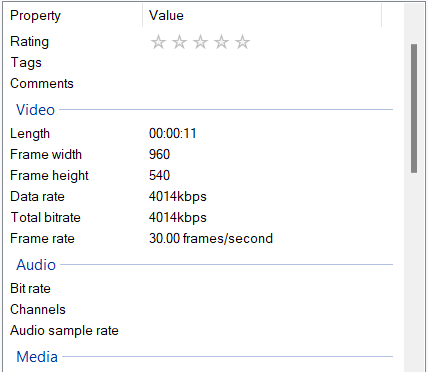 Property Value
Rating
Tags
Comments
Video
Length 00:00:11
Frame width 960
Frame height 540
Data rate 4014kbps
Total bitrate 4014kbps
Frame rate 30.00 frames/second
Audio
Bit rate
Channels
Audio sample rate
Media